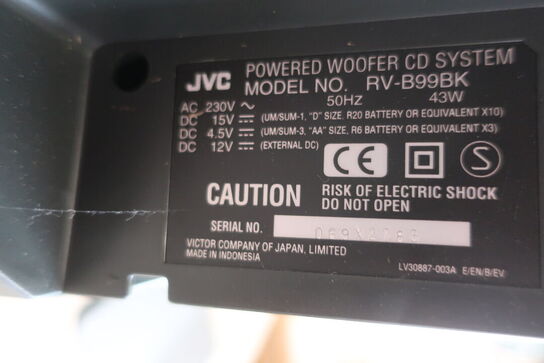 JVC POWERED WOOFER CD SYSTEM
MODEL NO. RV-B99BK
AC 230V ~ 50HZ 43W
DC 15V (UM/SUM-1, "D" SIZE, R20 BATTERY OR EQUIVALENT X10)
DC 4.5V (UM/SUM-3, "AA" SIZE, R6 BATTERY OR EQUIVALENT X3)
DC 12V (EXTERNAL DC)
CE S
CAUTION RISK OF ELECTRIC SHOCK
DO NOT OPEN
SERIAL NO.
VICTOR COMPANY OF JAPAN, LIMITED
MADE IN INDONESIA
LV30887-003A E/EN/B/EV